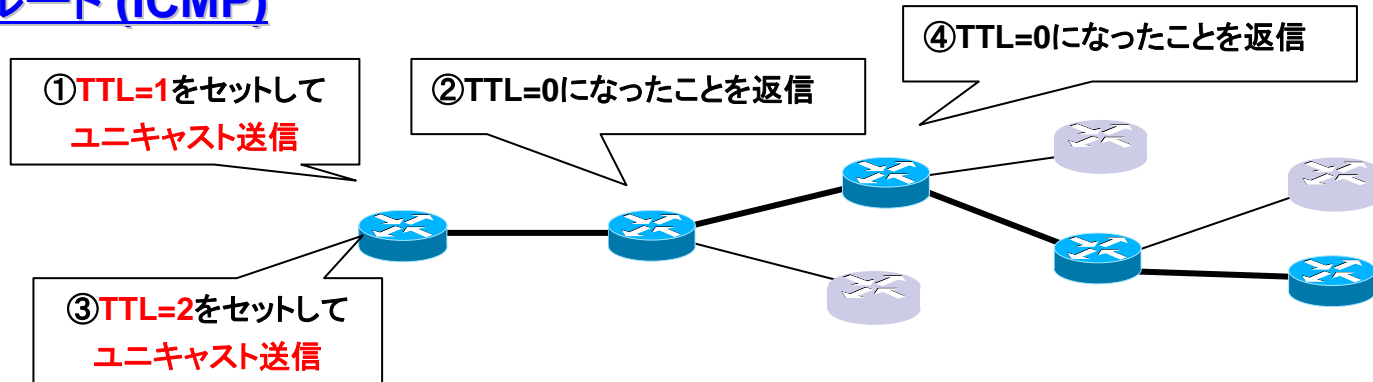 ルート (ICMP)
①TTL=1をセットして
ユニキャスト送信
②TTL=0になったことを返信
④TTL=0になったことを返信
③TTL=2をセットして
ユニキャスト送信